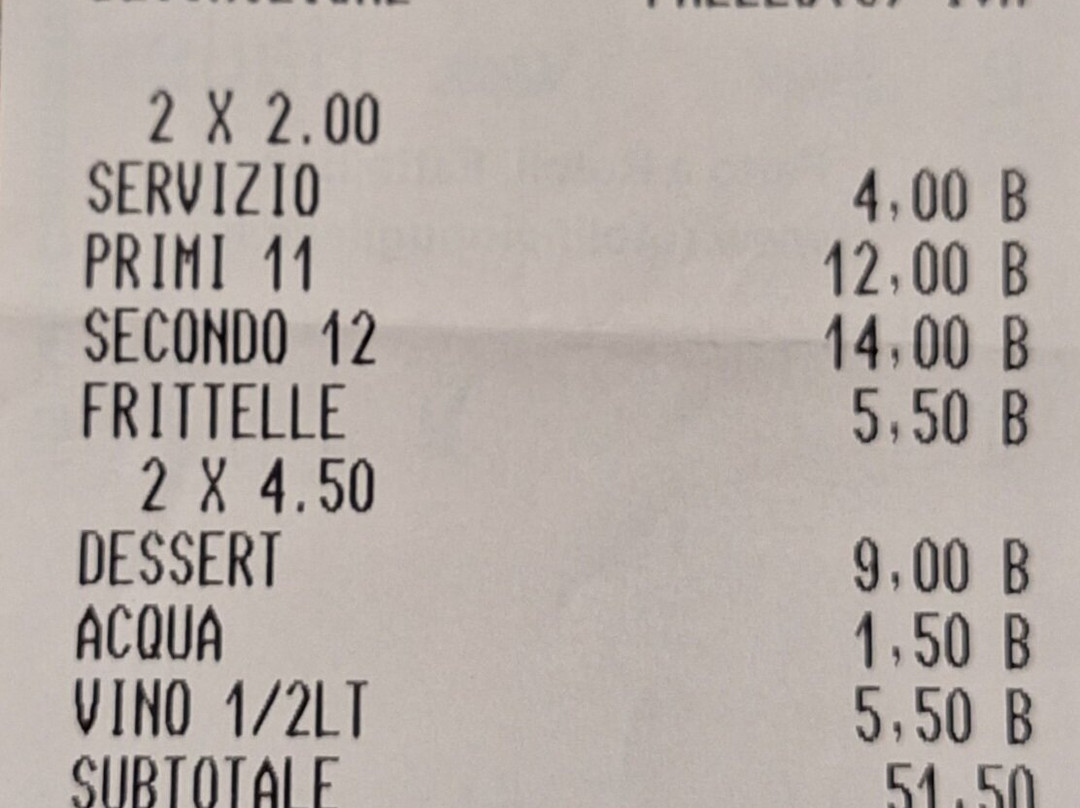 2 X 2.00
SERVIZIO 4,00 B
PRIMI 11 12,00 B
SECONDO 12 14,00 B
FRITTELLE 5,50 B
2 X 4.50
DESSERT 9,00 B
ACQUA 1,50 B
VINO 1/2LT 5,50 B
SUBTOTALE 51,50